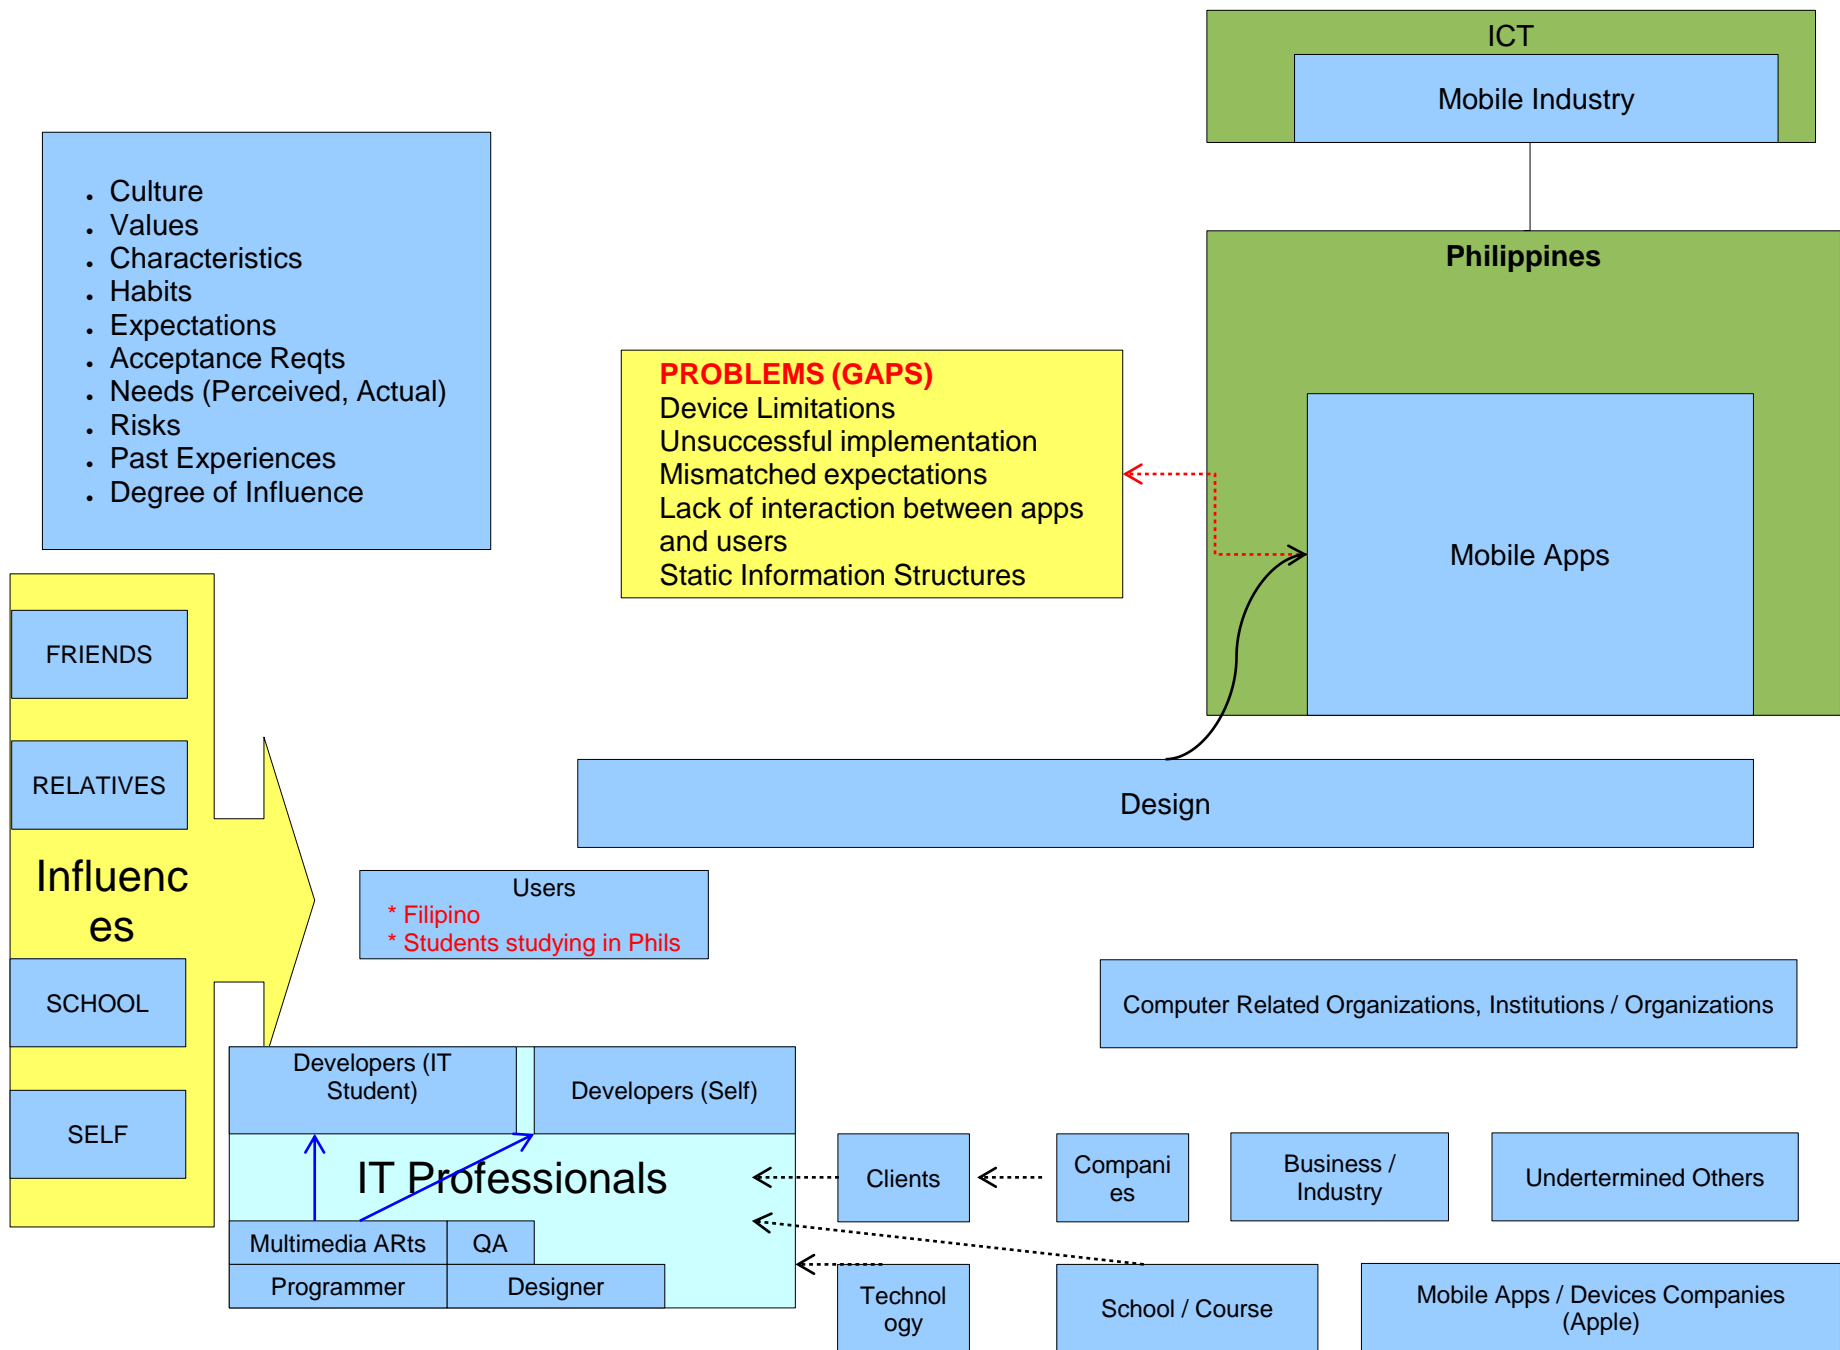 ICT
Mobile Industry
Culture
Values
Characteristics
Habits
Expectations
Acceptance Reqts
Needs (Perceived, Actual)
Risks
Past Experiences
Degree of Influence
Philippines
PROBLEMS (GAPS)
Device Limitations
Unsuccessful implementation
Mismatched expectations
Lack of interaction between apps
and users
Static Information Structures
Mobile Apps
FRIENDS
RELATIVES
Influenc
es
SCHOOL
SELF
Design
Users
* Filipino
* Students studying in Phils
Computer Related Organizations, Institutions / Organizations
Developers (IT
Student)
Developers (Self)
IT Professionals
Multimedia ARts
QA
Programmer
Designer
Clients
Compani
es
Business /
Industry
Undertermined Others
Technol
ogy
School / Course
Mobile Apps / Devices Companies
(Apple)